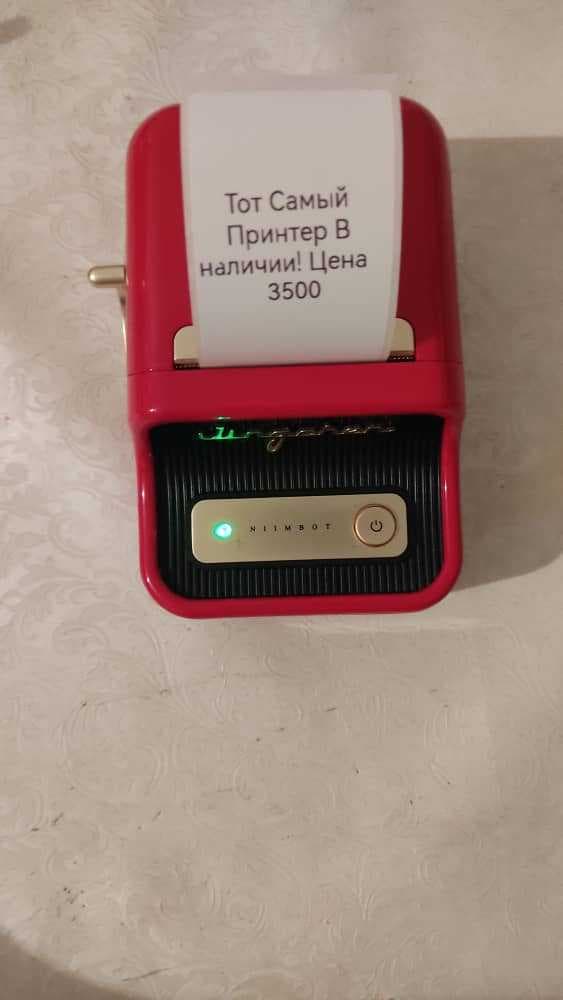 Тот Самый
Принтер В
наличии! Цена
3500
NIIMBOT